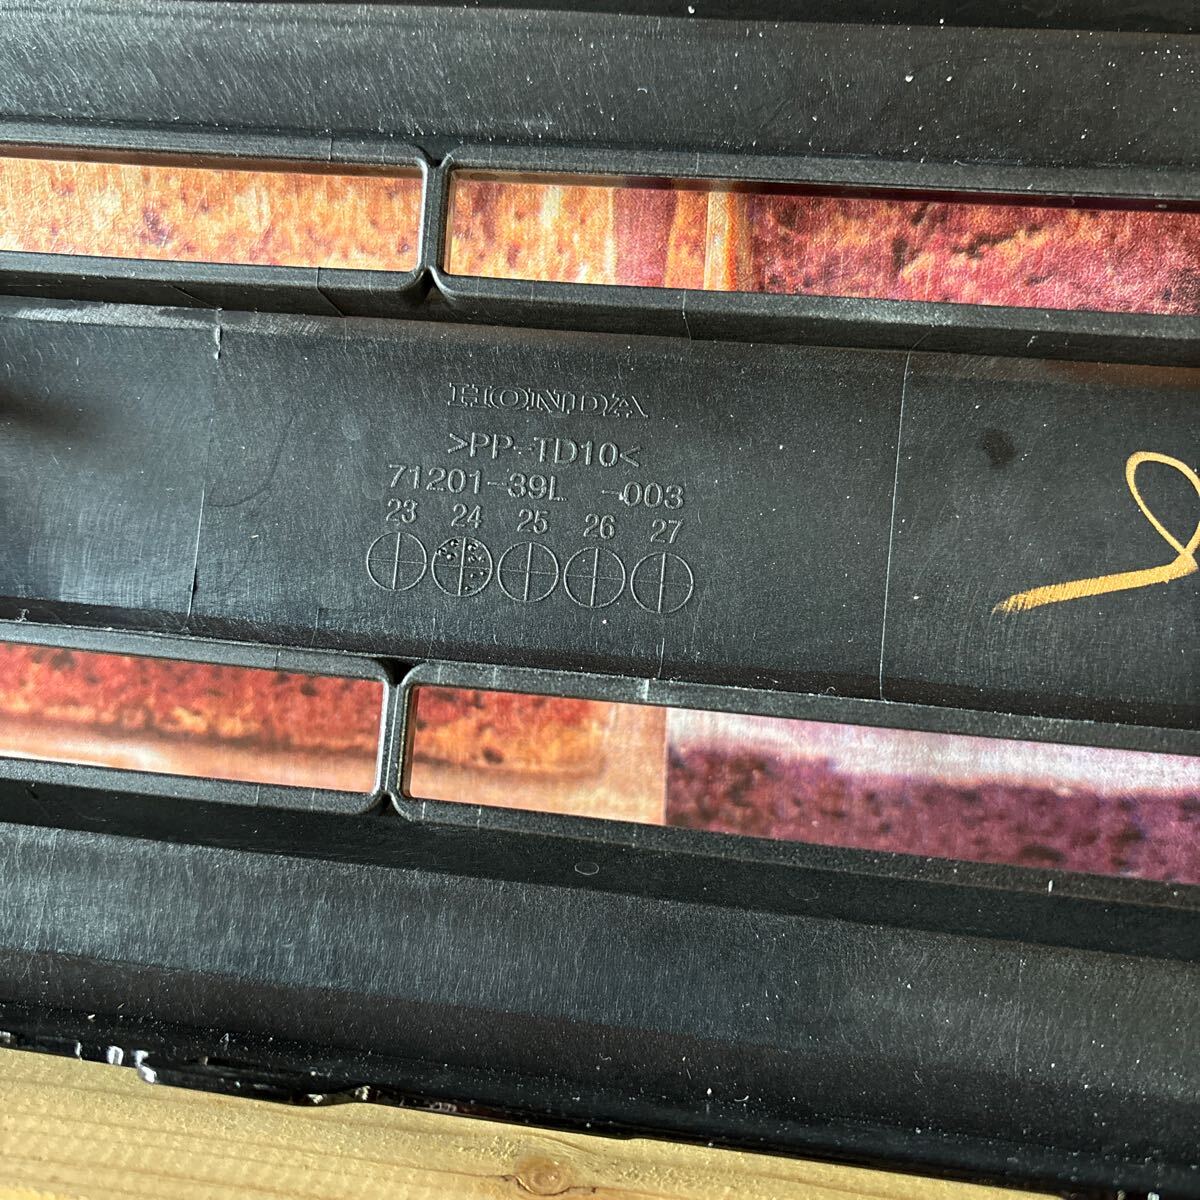 HONDA
>PP-TD10<
71201-39L -003
23 24 25 26 27